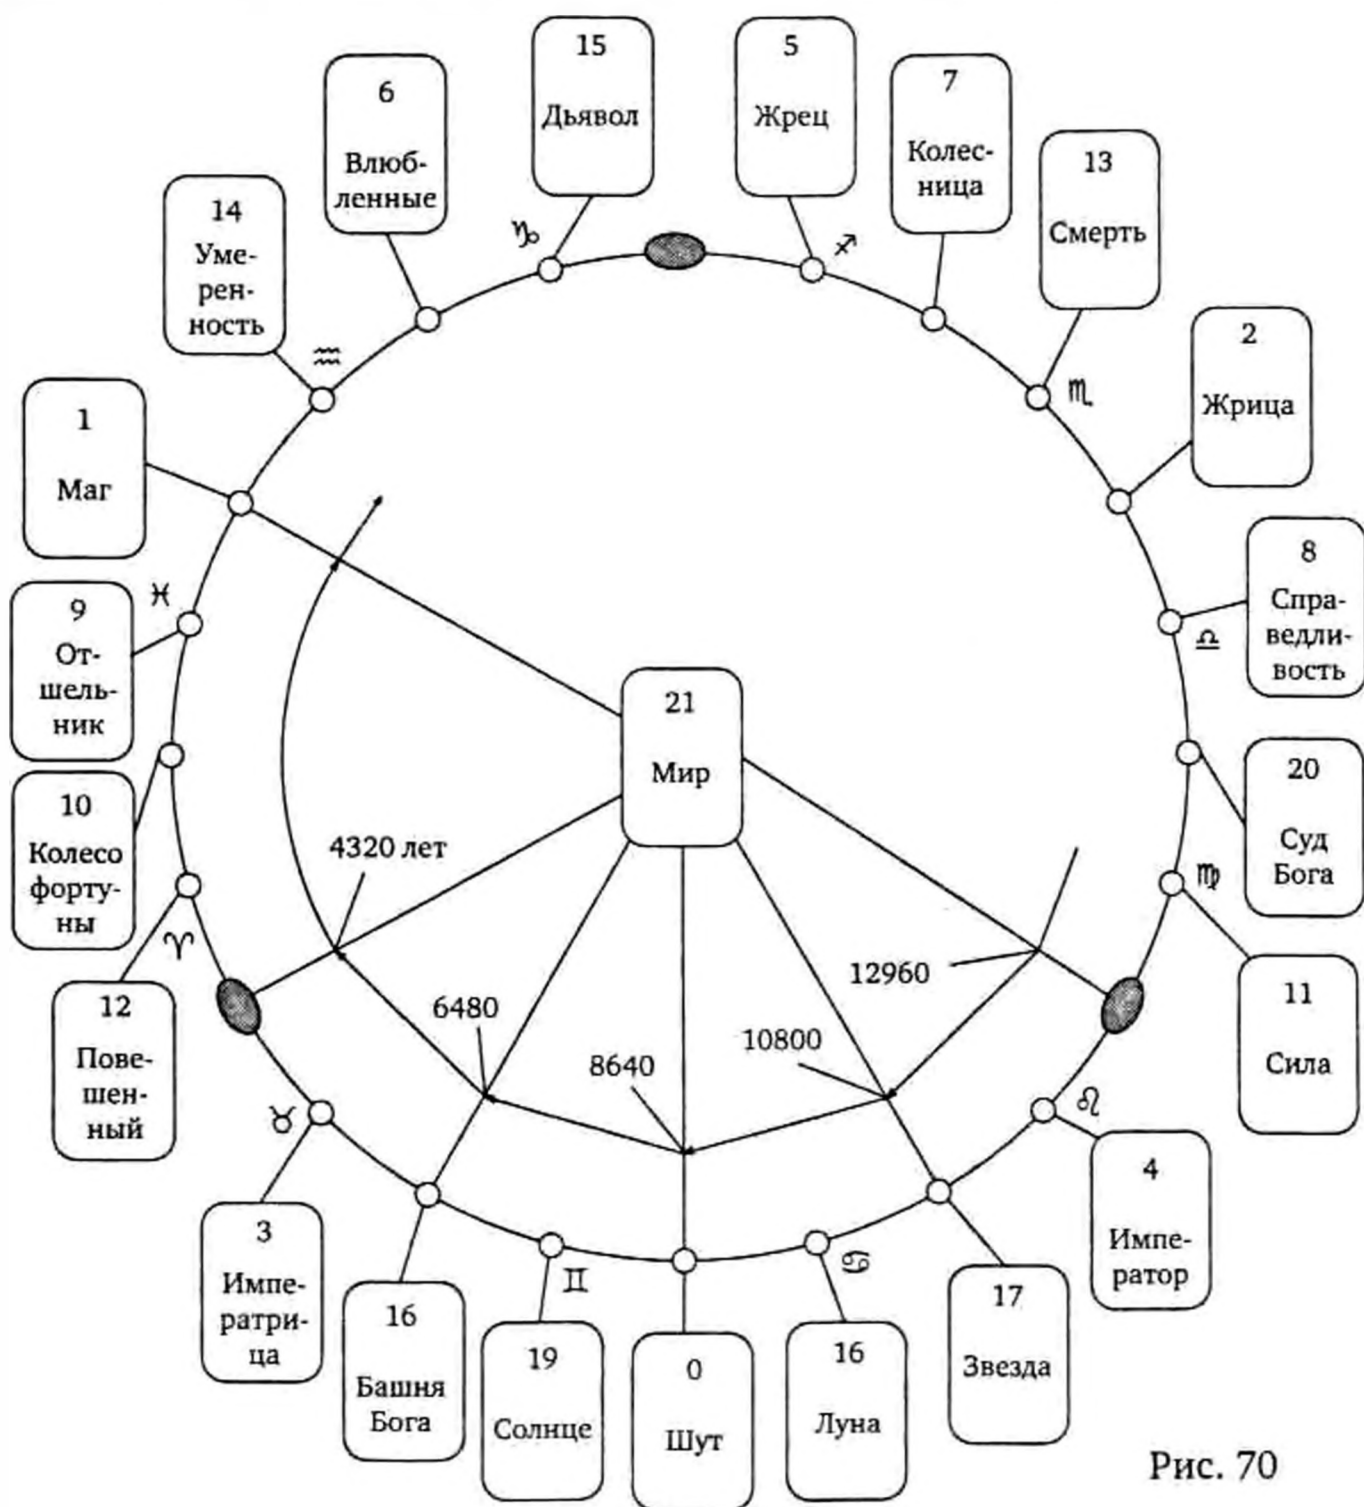 15
Дьявол
5
Жрец
7
Колес-
ница
13
Смерть
♏
2
Жрица
8
Спра-
ведли-
вость
♎
20
Суд
Бога
♍
11
Сила
♌
4
Импе-
ратор
17
Звезда
♋
16
Луна
0
Шут
♊
19
Солнце
16
Башня
Бога
♉
3
Импе-
ратри-
ца
12
Пове-
шен-
ный
♈
10
Колесо
форту-
ны
9
От-
шель-
ник
♓
1
Маг
14
Уме-
рен-
ность
♒
6
Влюб-
ленные
♑
♐
21
Мир
4320 лет
6480
8640
10800
12960
Рис. 70